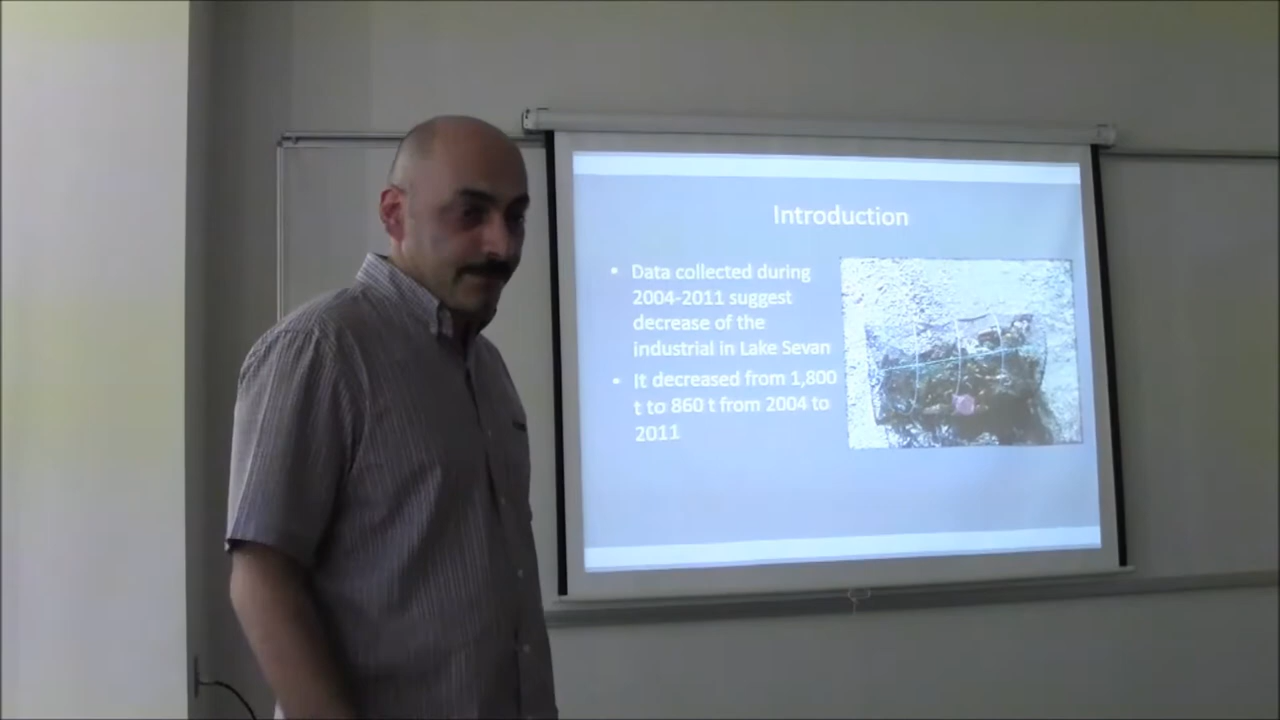 Introduction
• Data collected during
2004-2011 suggest
decrease of the
industrial in Lake Sevan
• It decreased from 1,800
t to 860 t from 2004 to
2011